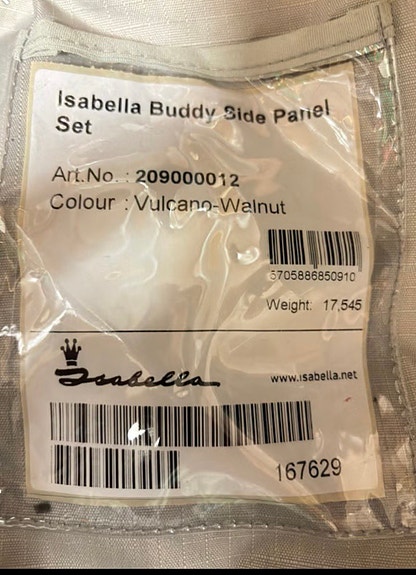 Isabella Buddy Side Panel
Set
Art.No. : 209000012
Colour : Vulcano-Walnut
5705886850910
Weight: 17,545
Isabella
www.isabella.net
167629